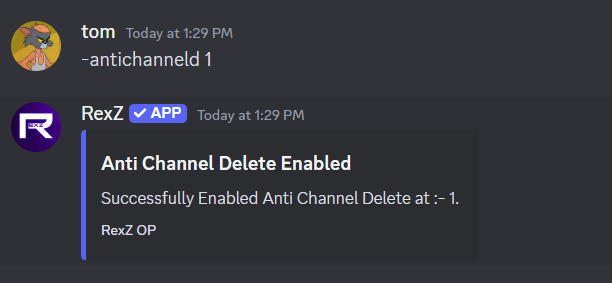 tom Today at 1:29 PM
-antichanneld 1
RexZ ✓ APP Today at 1:29 PM
REXZ
Anti Channel Delete Enabled
Successfully Enabled Anti Channel Delete at :- 1.
RexZ OP